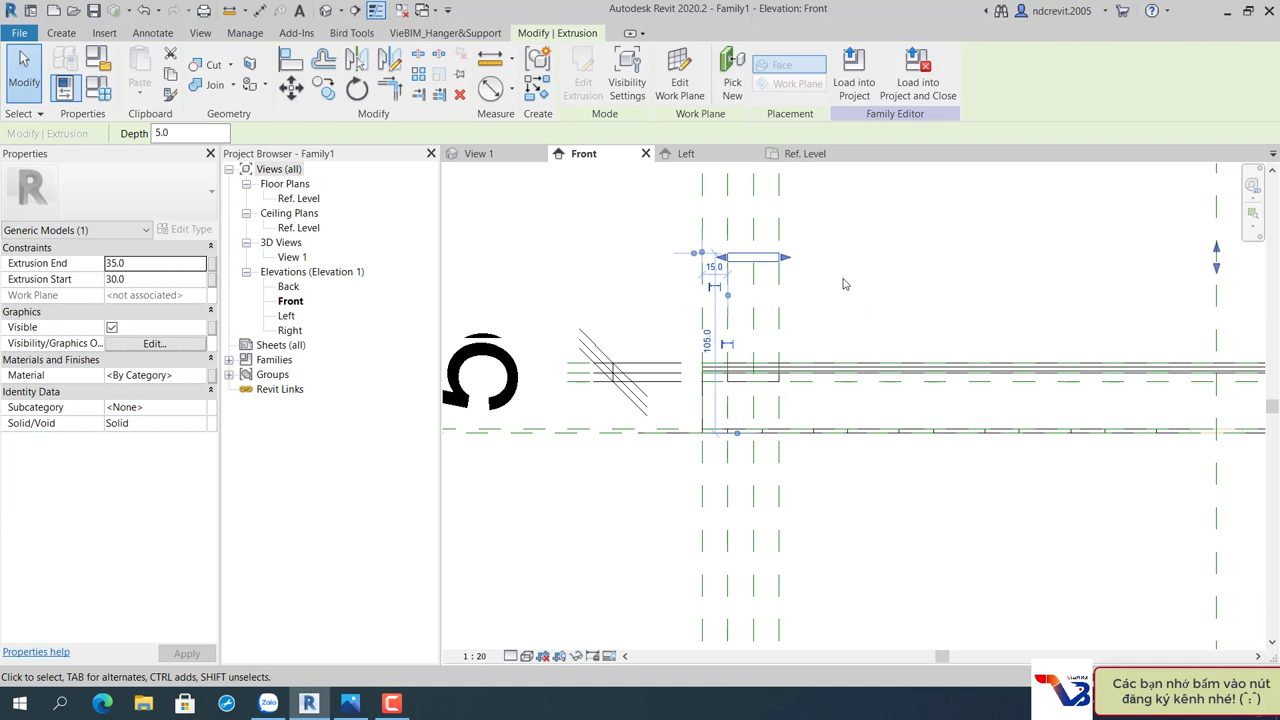 Autodesk Revit 2020.2 - Family1 - Elevation: Front
ndcrevit.2005
File Create Insert Annotate View Manage Add-Ins Bird Tools VieBIM_Hanger&Support Modify | Extrusion
Modify
Paste
Cut
Join
Edit Extrusion
Visibility Settings
Edit Work Plane
Pick New
Face
Work Plane
Load into Project
Load into Project and Close
Select Properties Clipboard Geometry Modify Measure Create Mode Work Plane Placement Family Editor
Modify | Extrusion Depth 5.0
Properties
Generic Models (1) Edit Type
Constraints
Extrusion End 35.0
Extrusion Start 30.0
Work Plane <not associated>
Graphics
Visible
Visibility/Graphics O... Edit...
Materials and Finishes
Material <By Category>
Identity Data
Subcategory <None>
Solid/Void Solid
Properties help Apply
Project Browser - Family1
Views (all)
Floor Plans
Ref. Level
Ceiling Plans
Ref. Level
3D Views
View 1
Elevations (Elevation 1)
Back
Front
Left
Right
Sheets (all)
Families
Groups
Revit Links
View 1 Front Left Ref. Level
15.0
105.0
1 : 20
Click to select, TAB for alternates, CTRL adds, SHIFT unselects.
Zalo
VieBIM
Các bạn nhớ bấm vào nút
đăng ký kênh nhé! (ˆ:ˆ)